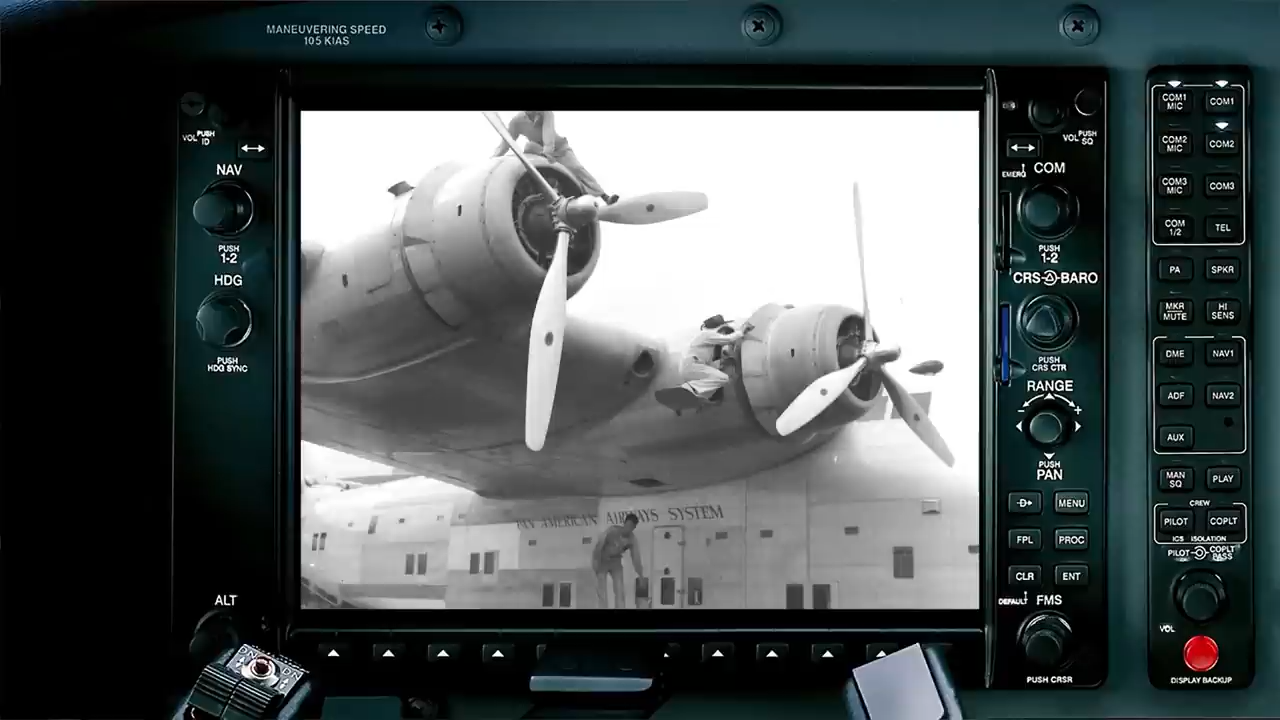 MANEUVERING SPEED
105 KIAS
VOL PUSH ID
NAV
PUSH
1-2
HDG
PUSH
HDG SYNC
ALT
PAN AMERICAN AIRWAYS SYSTEM
DN
DN
VOL PUSH SQ
EMERG
COM
PUSH
1-2
CRS BARO
PUSH
CRS CTR
RANGE
- +
PUSH
PAN
D MENU
FPL PROC
CLR ENT
DEFAULT FMS
PUSH CRSR
COM1 MIC COM1
COM2 MIC COM2
COM3 MIC COM3
COM 1/2 TEL
PA SPKR
MKR MUTE HI SENS
DME NAV1
ADF NAV2
AUX
MAN SQ PLAY
CREW
PILOT COPLT
ICS ISOLATION
PILOT COPLT
PASS
VOL
DISPLAY BACKUP